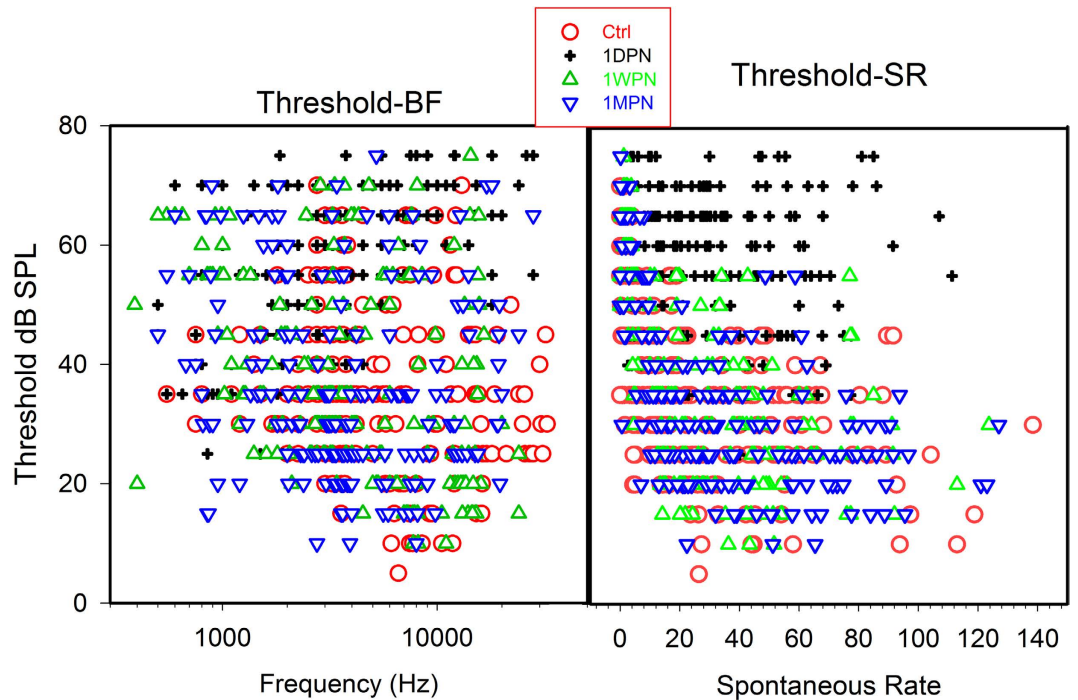 Ctrl
1DPN
1WPN
1MPN
Threshold-BF
Threshold-SR
80
60
40
20
0
Threshold dB SPL
1000 10000
0 20 40 60 80 100 120 140
Frequency (Hz)
Spontaneous Rate